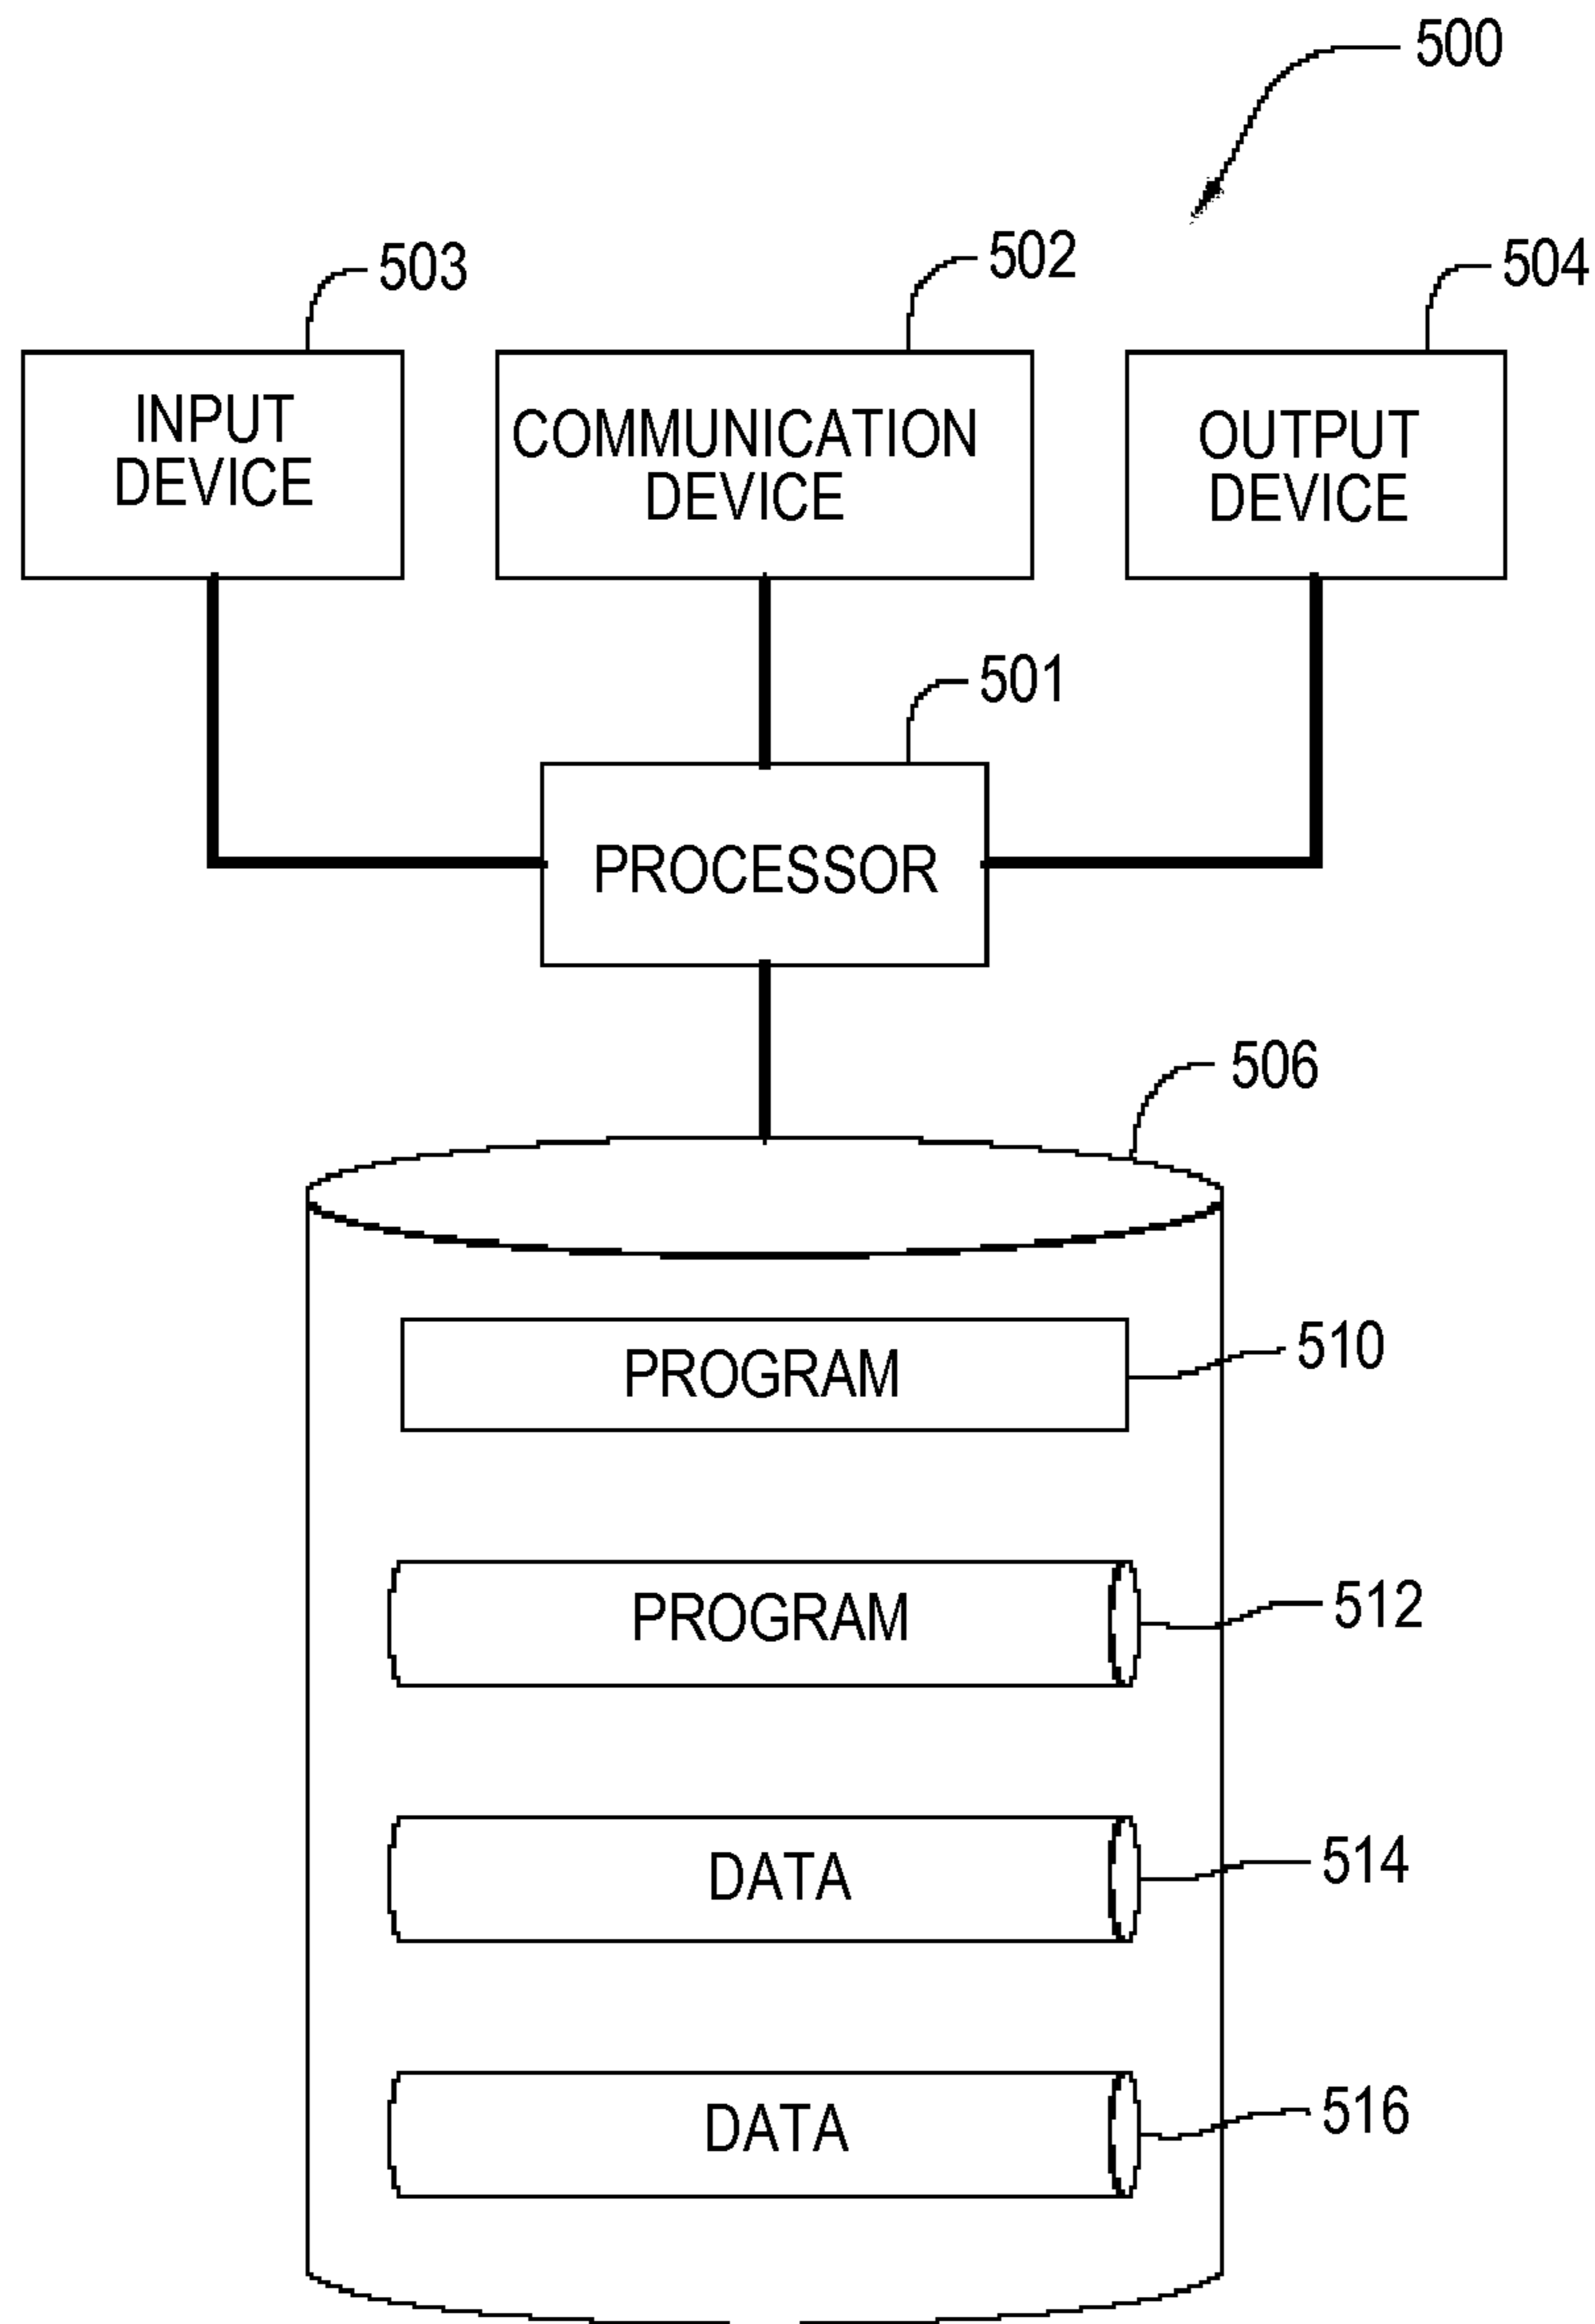 500
503
502
504
INPUT
DEVICE
COMMUNICATION
DEVICE
OUTPUT
DEVICE
501
PROCESSOR
506
PROGRAM
510
PROGRAM
512
DATA
514
DATA
516